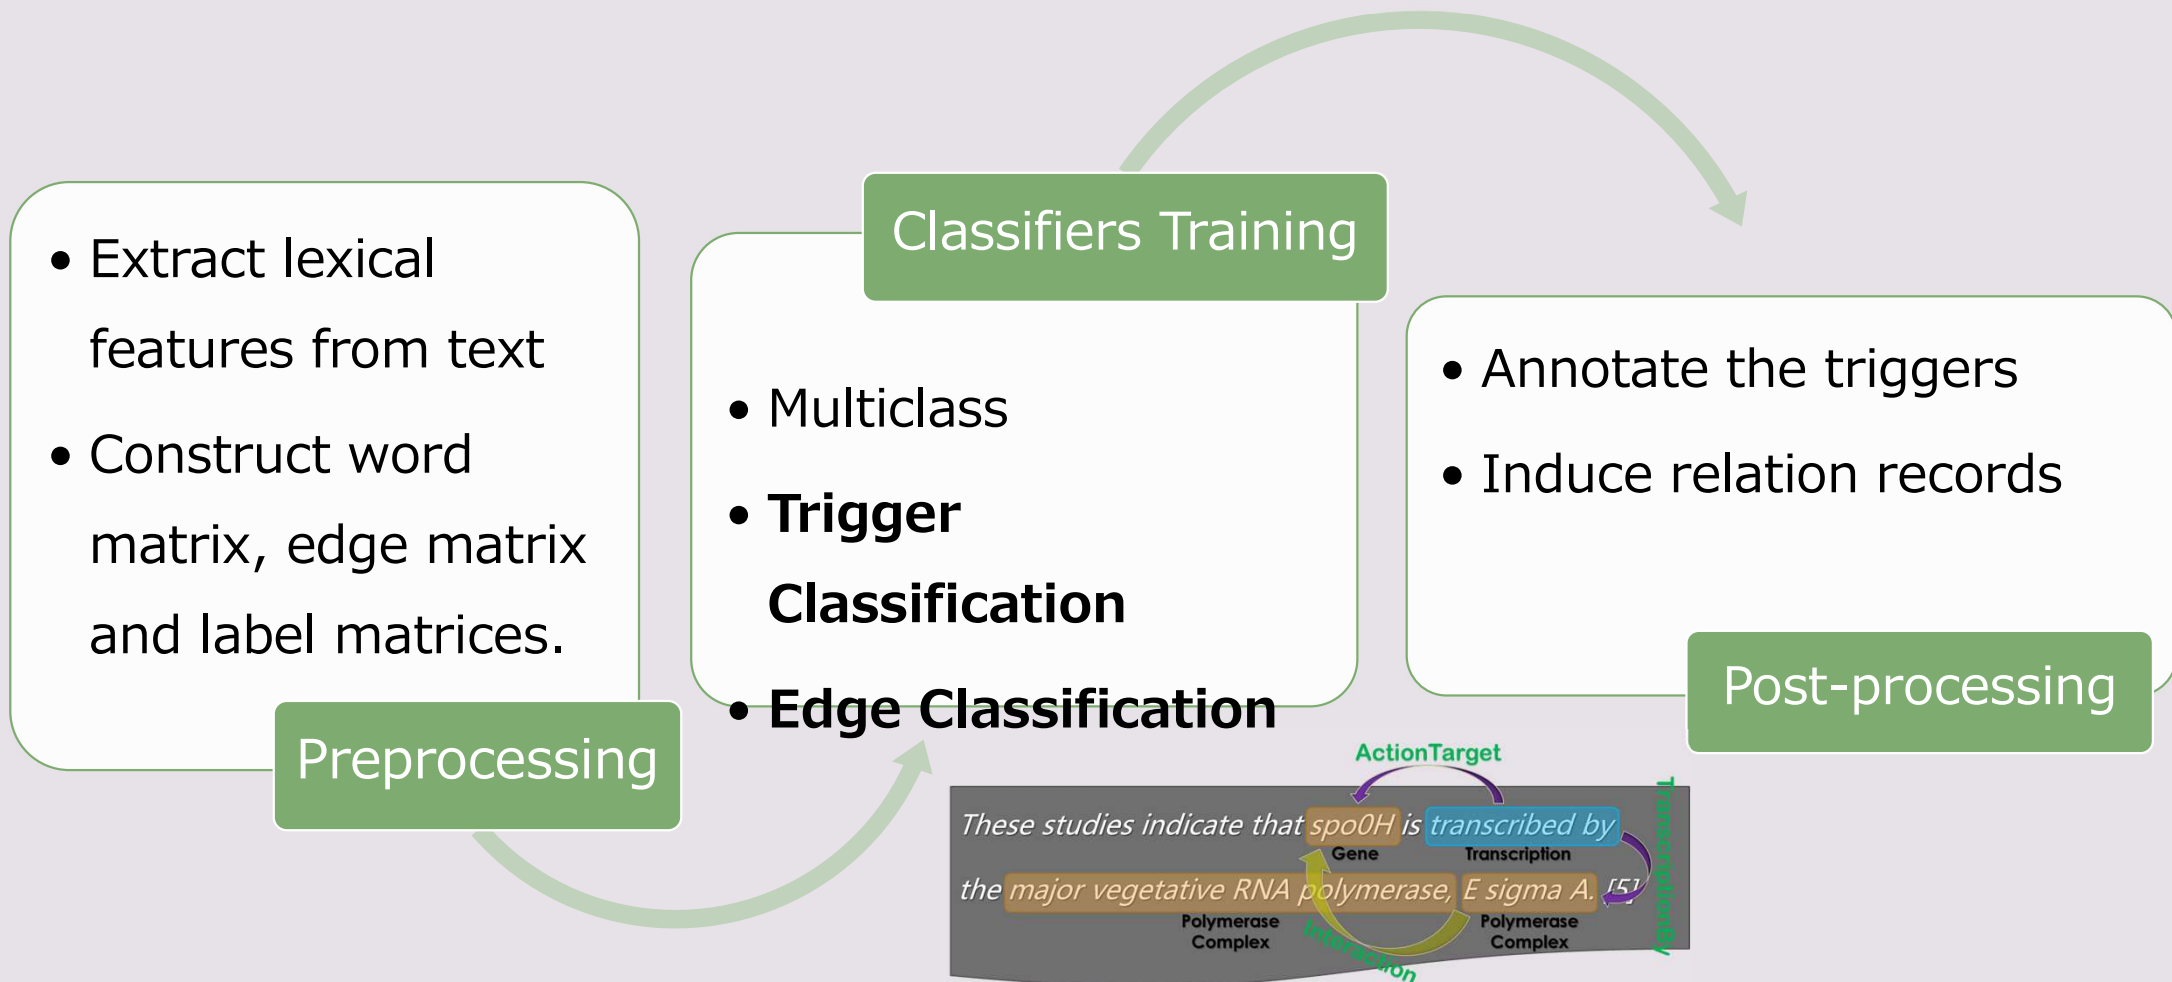 • Extract lexical
features from text
• Construct word
matrix, edge matrix
and label matrices.
Preprocessing
Classifiers Training
• Multiclass
• Trigger
Classification
• Edge Classification
• Annotate the triggers
• Induce relation records
Post-processing
ActionTarget
These studies indicate that spo0H is transcribed by
Gene Transcription
the major vegetative RNA polymerase, E sigma A. [5]
Polymerase Polymerase
Complex Complex
TranscriptionBy
Interaction